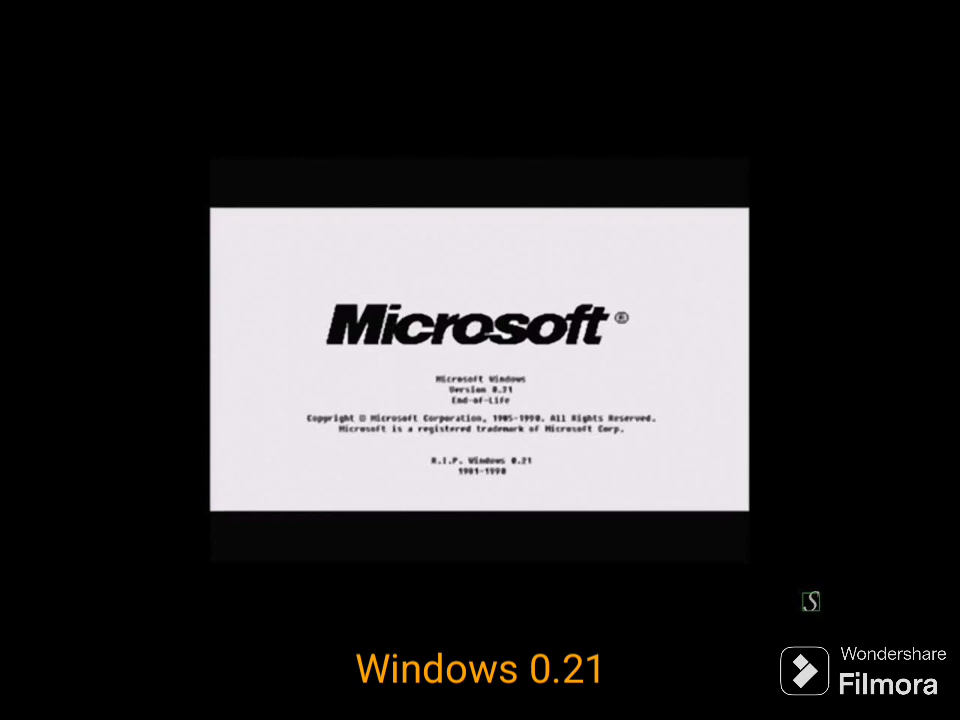 Microsoft®
Microsoft Windows
Version 0.21
End-of-Life
Copyright © Microsoft Corporation, 1985-1990. All Rights Reserved.
Microsoft is a registered trademark of Microsoft Corp.
R.I.P. Windows 0.21
1981-1990
S
Windows 0.21
Wondershare
Filmora